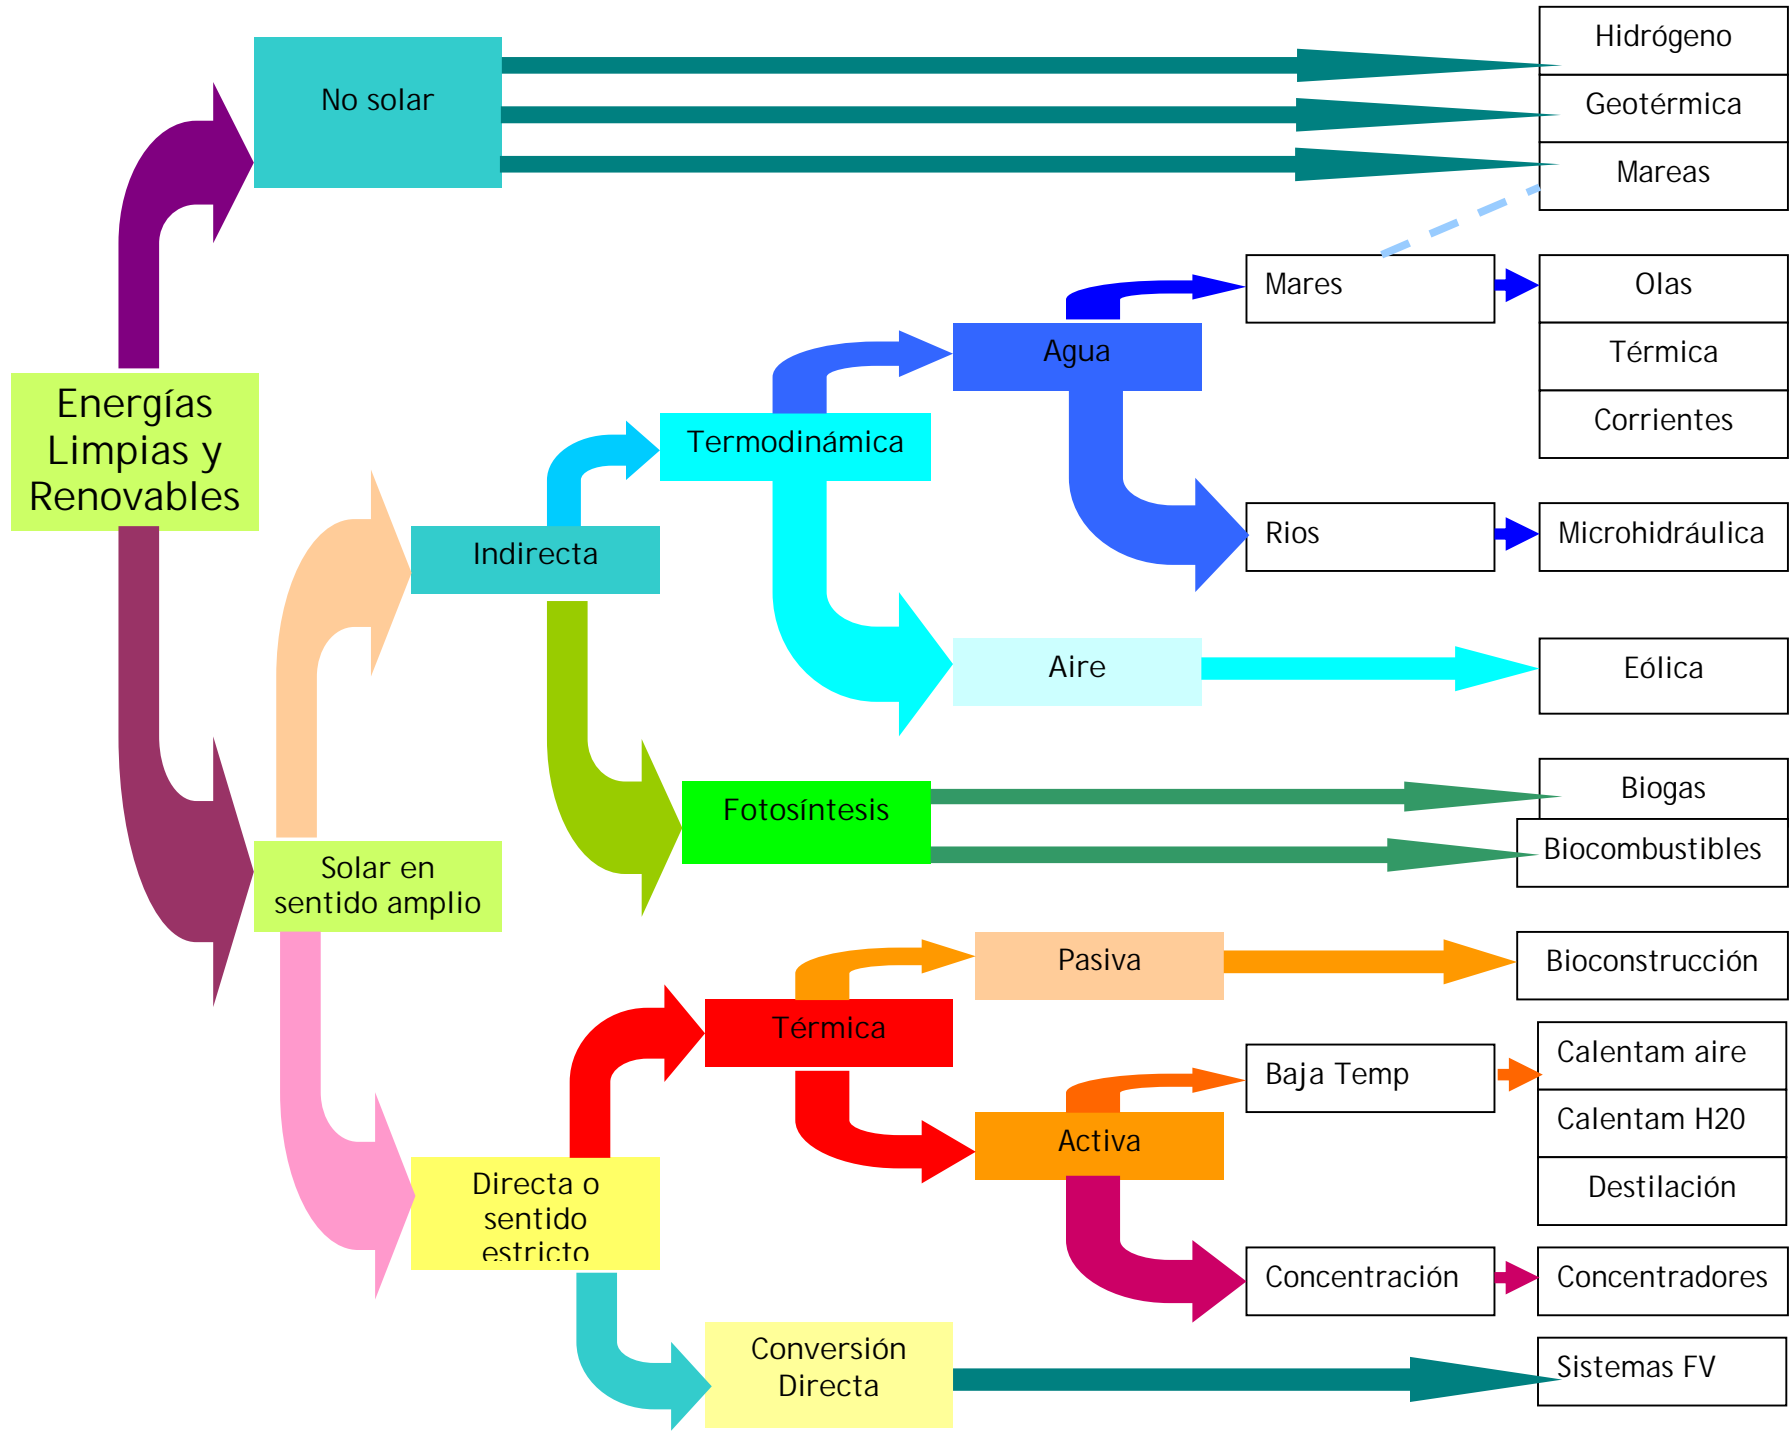 Hidrógeno
No solar
Geotérmica
Mareas
Mares
Olas
Agua
Térmica
Energías
Limpias y
Renovables
Corrientes
Termodinámica
Indirecta
Rios
Microhidráulica
Aire
Eólica
Fotosíntesis
Biogas
Biocombustibles
Solar en
sentido amplio
Pasiva
Bioconstrucción
Térmica
Calentam aire
Baja Temp
Calentam H20
Activa
Directa o
sentido
estricto
Destilación
Concentración
Concentradores
Conversión
Directa
Sistemas FV